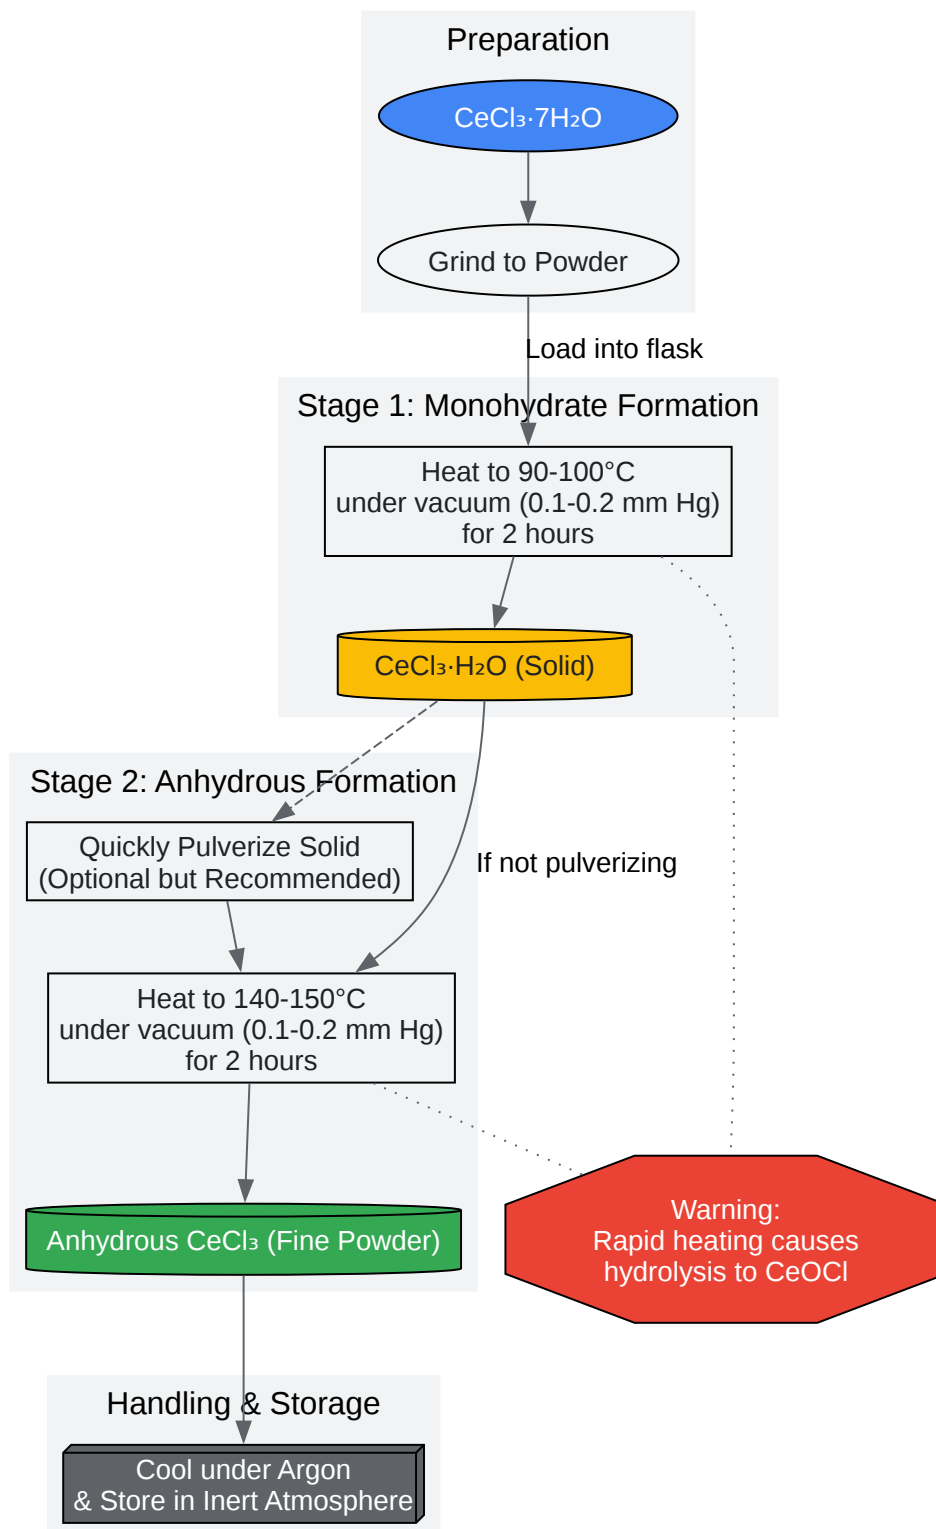 Preparation
CeCl₃·7H₂O
Grind to Powder
Load into flask
Stage 1: Monohydrate Formation
Heat to 90-100°C
under vacuum (0.1-0.2 mm Hg)
for 2 hours
CeCl₃·H₂O (Solid)
Stage 2: Anhydrous Formation
Quickly Pulverize Solid
(Optional but Recommended)
If not pulverizing
Heat to 140-150°C
under vacuum (0.1-0.2 mm Hg)
for 2 hours
Warning:
Rapid heating causes
hydrolysis to CeOCl
Anhydrous CeCl₃ (Fine Powder)
Handling & Storage
Cool under Argon
& Store in Inert Atmosphere